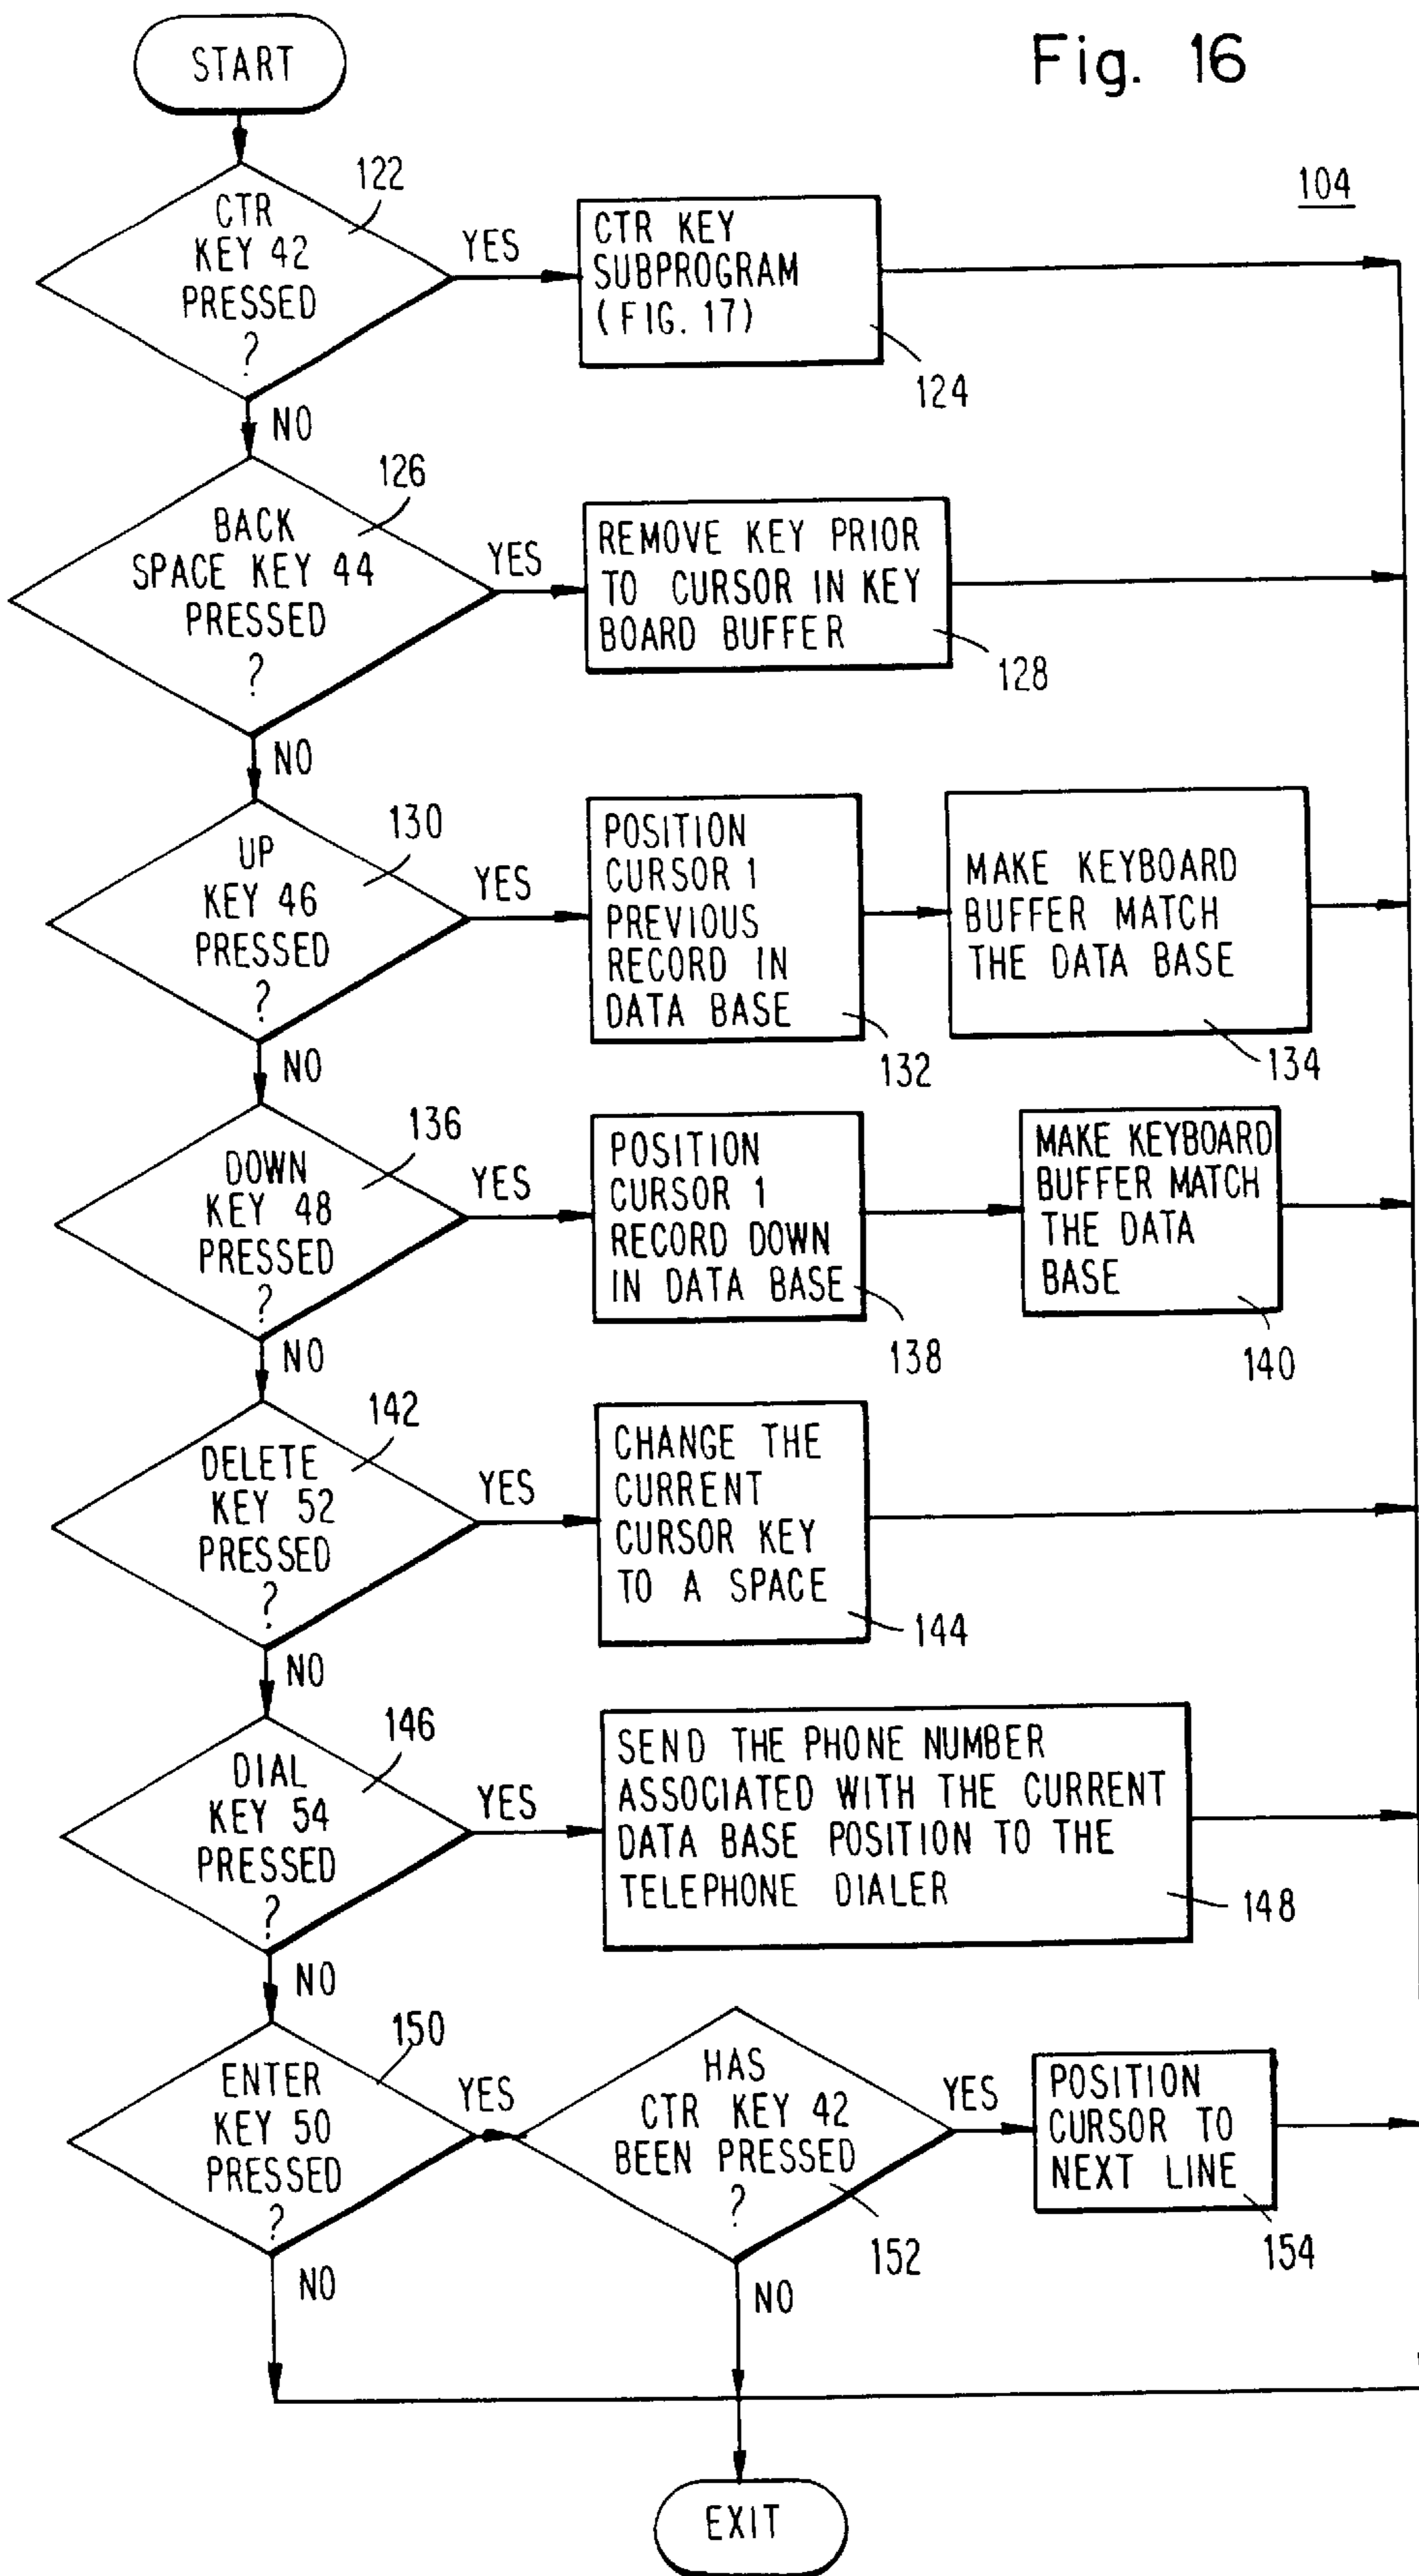 Fig. 16
START
104
122
CTR
KEY 42
PRESSED
?
YES
CTR KEY
SUBPROGRAM
(FIG. 17)
124
NO
126
BACK
SPACE KEY 44
PRESSED
?
YES
REMOVE KEY PRIOR
TO CURSOR IN KEY
BOARD BUFFER
128
NO
130
UP
KEY 46
PRESSED
?
YES
POSITION
CURSOR 1
PREVIOUS
RECORD IN
DATA BASE
132
MAKE KEYBOARD
BUFFER MATCH
THE DATA BASE
134
NO
136
DOWN
KEY 48
PRESSED
?
YES
POSITION
CURSOR 1
RECORD DOWN
IN DATA BASE
138
MAKE KEYBOARD
BUFFER MATCH
THE DATA
BASE
140
NO
142
DELETE
KEY 52
PRESSED
?
YES
CHANGE THE
CURRENT
CURSOR KEY
TO A SPACE
144
NO
146
DIAL
KEY 54
PRESSED
?
YES
SEND THE PHONE NUMBER
ASSOCIATED WITH THE CURRENT
DATA BASE POSITION TO THE
TELEPHONE DIALER
148
NO
150
ENTER
KEY 50
PRESSED
?
YES
HAS
CTR KEY 42
BEEN PRESSED
?
152
YES
POSITION
CURSOR TO
NEXT LINE
154
NO
NO
EXIT